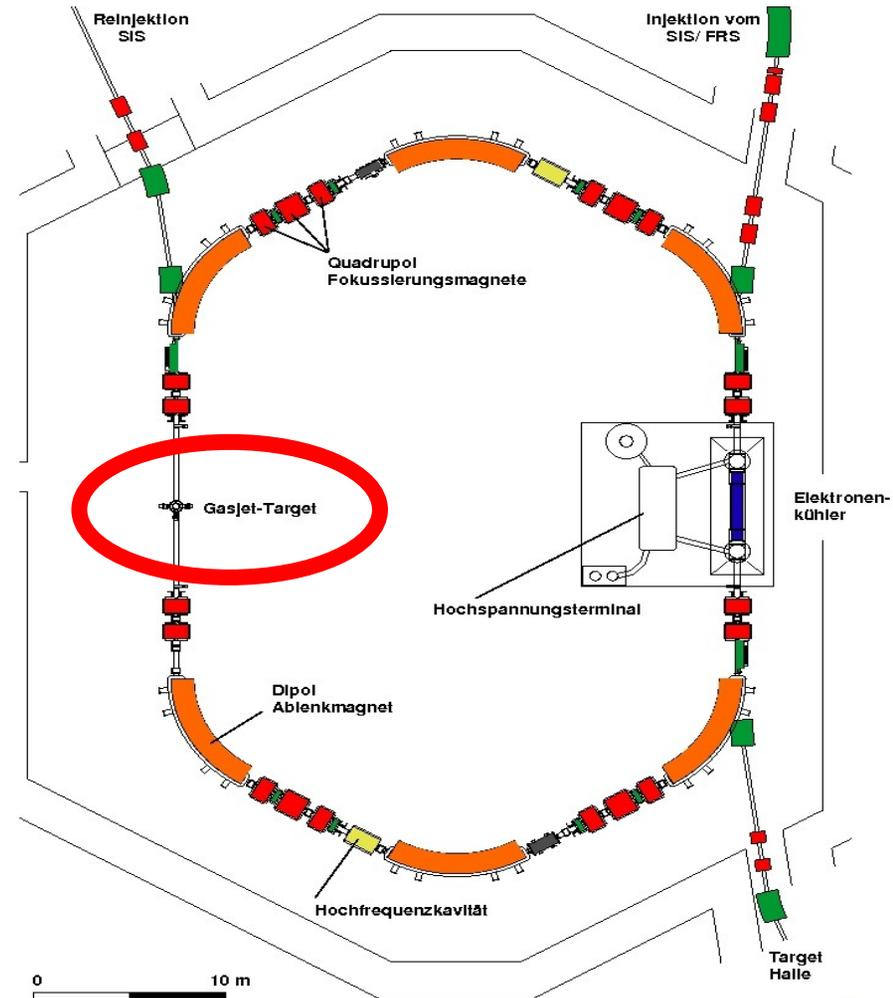 Reinjektion
SIS
Injektion vom
SIS/ FRS
Quadrupol
Fokussierungsmagnete
Gasjet-Target
Elektronen-
kühler
Hochspannungsterminal
Dipol
Ablenkmagnet
Hochfrequenzkavität
Target
Halle
0
10 m